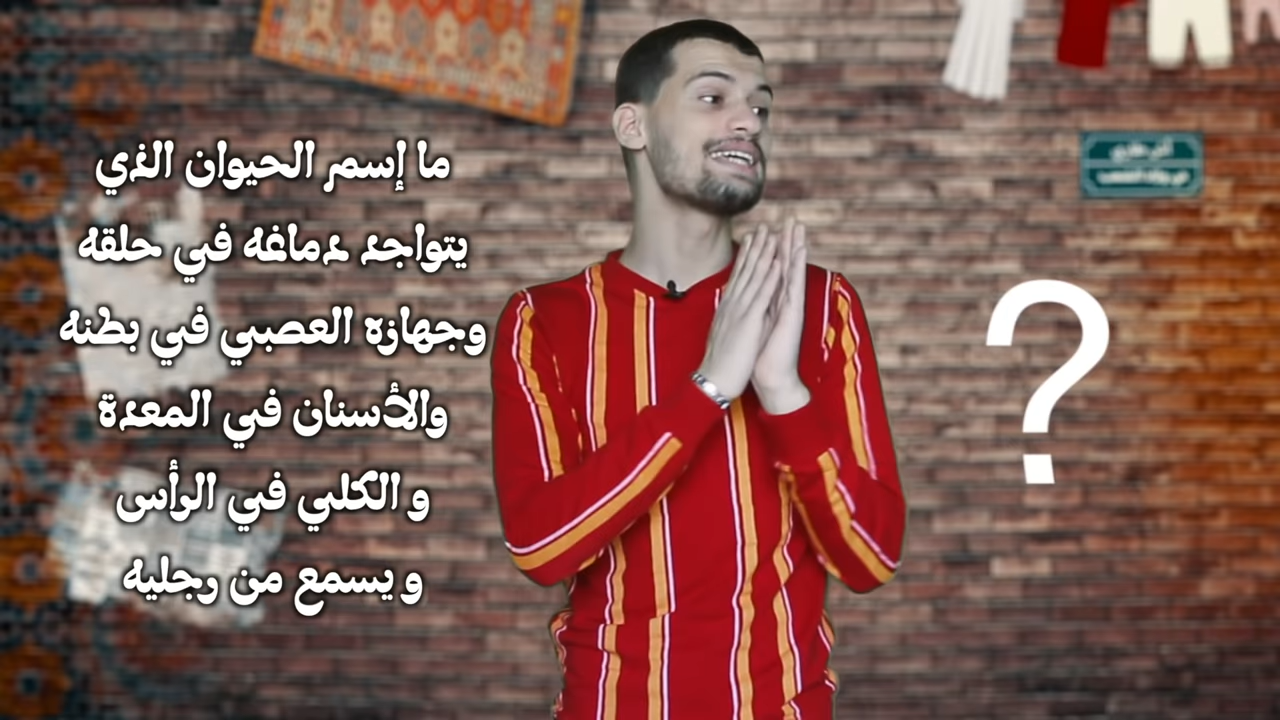 ما إسم الحيوان الذي
يتواجد دماغه في حلقه
وجهازه العصبي في بطنه
والأسنان في المعدة
و الكلي في الرأس
و يسمع من رجليه
?